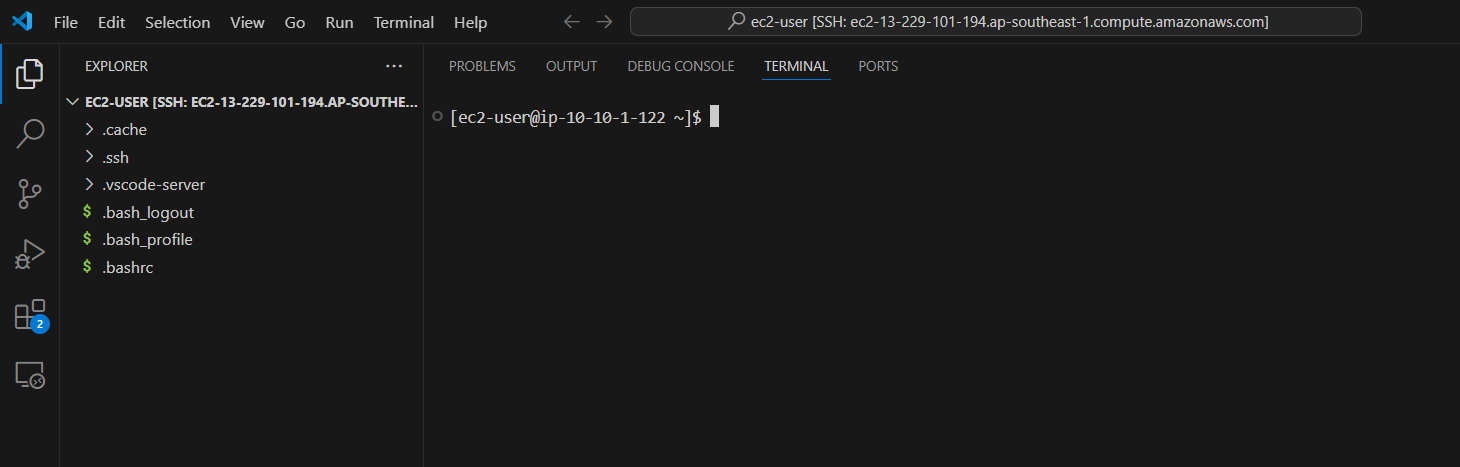 File Edit Selection View Go Run Terminal Help
ec2-user [SSH: ec2-13-229-101-194.ap-southeast-1.compute.amazonaws.com]
EXPLORER ···
EC2-USER [SSH: EC2-13-229-101-194.AP-SOUTHE...
.cache
.ssh
.vscode-server
$ .bash_logout
$ .bash_profile
$ .bashrc
2
PROBLEMS OUTPUT DEBUG CONSOLE TERMINAL PORTS
[ec2-user@ip-10-10-1-122 ~]$